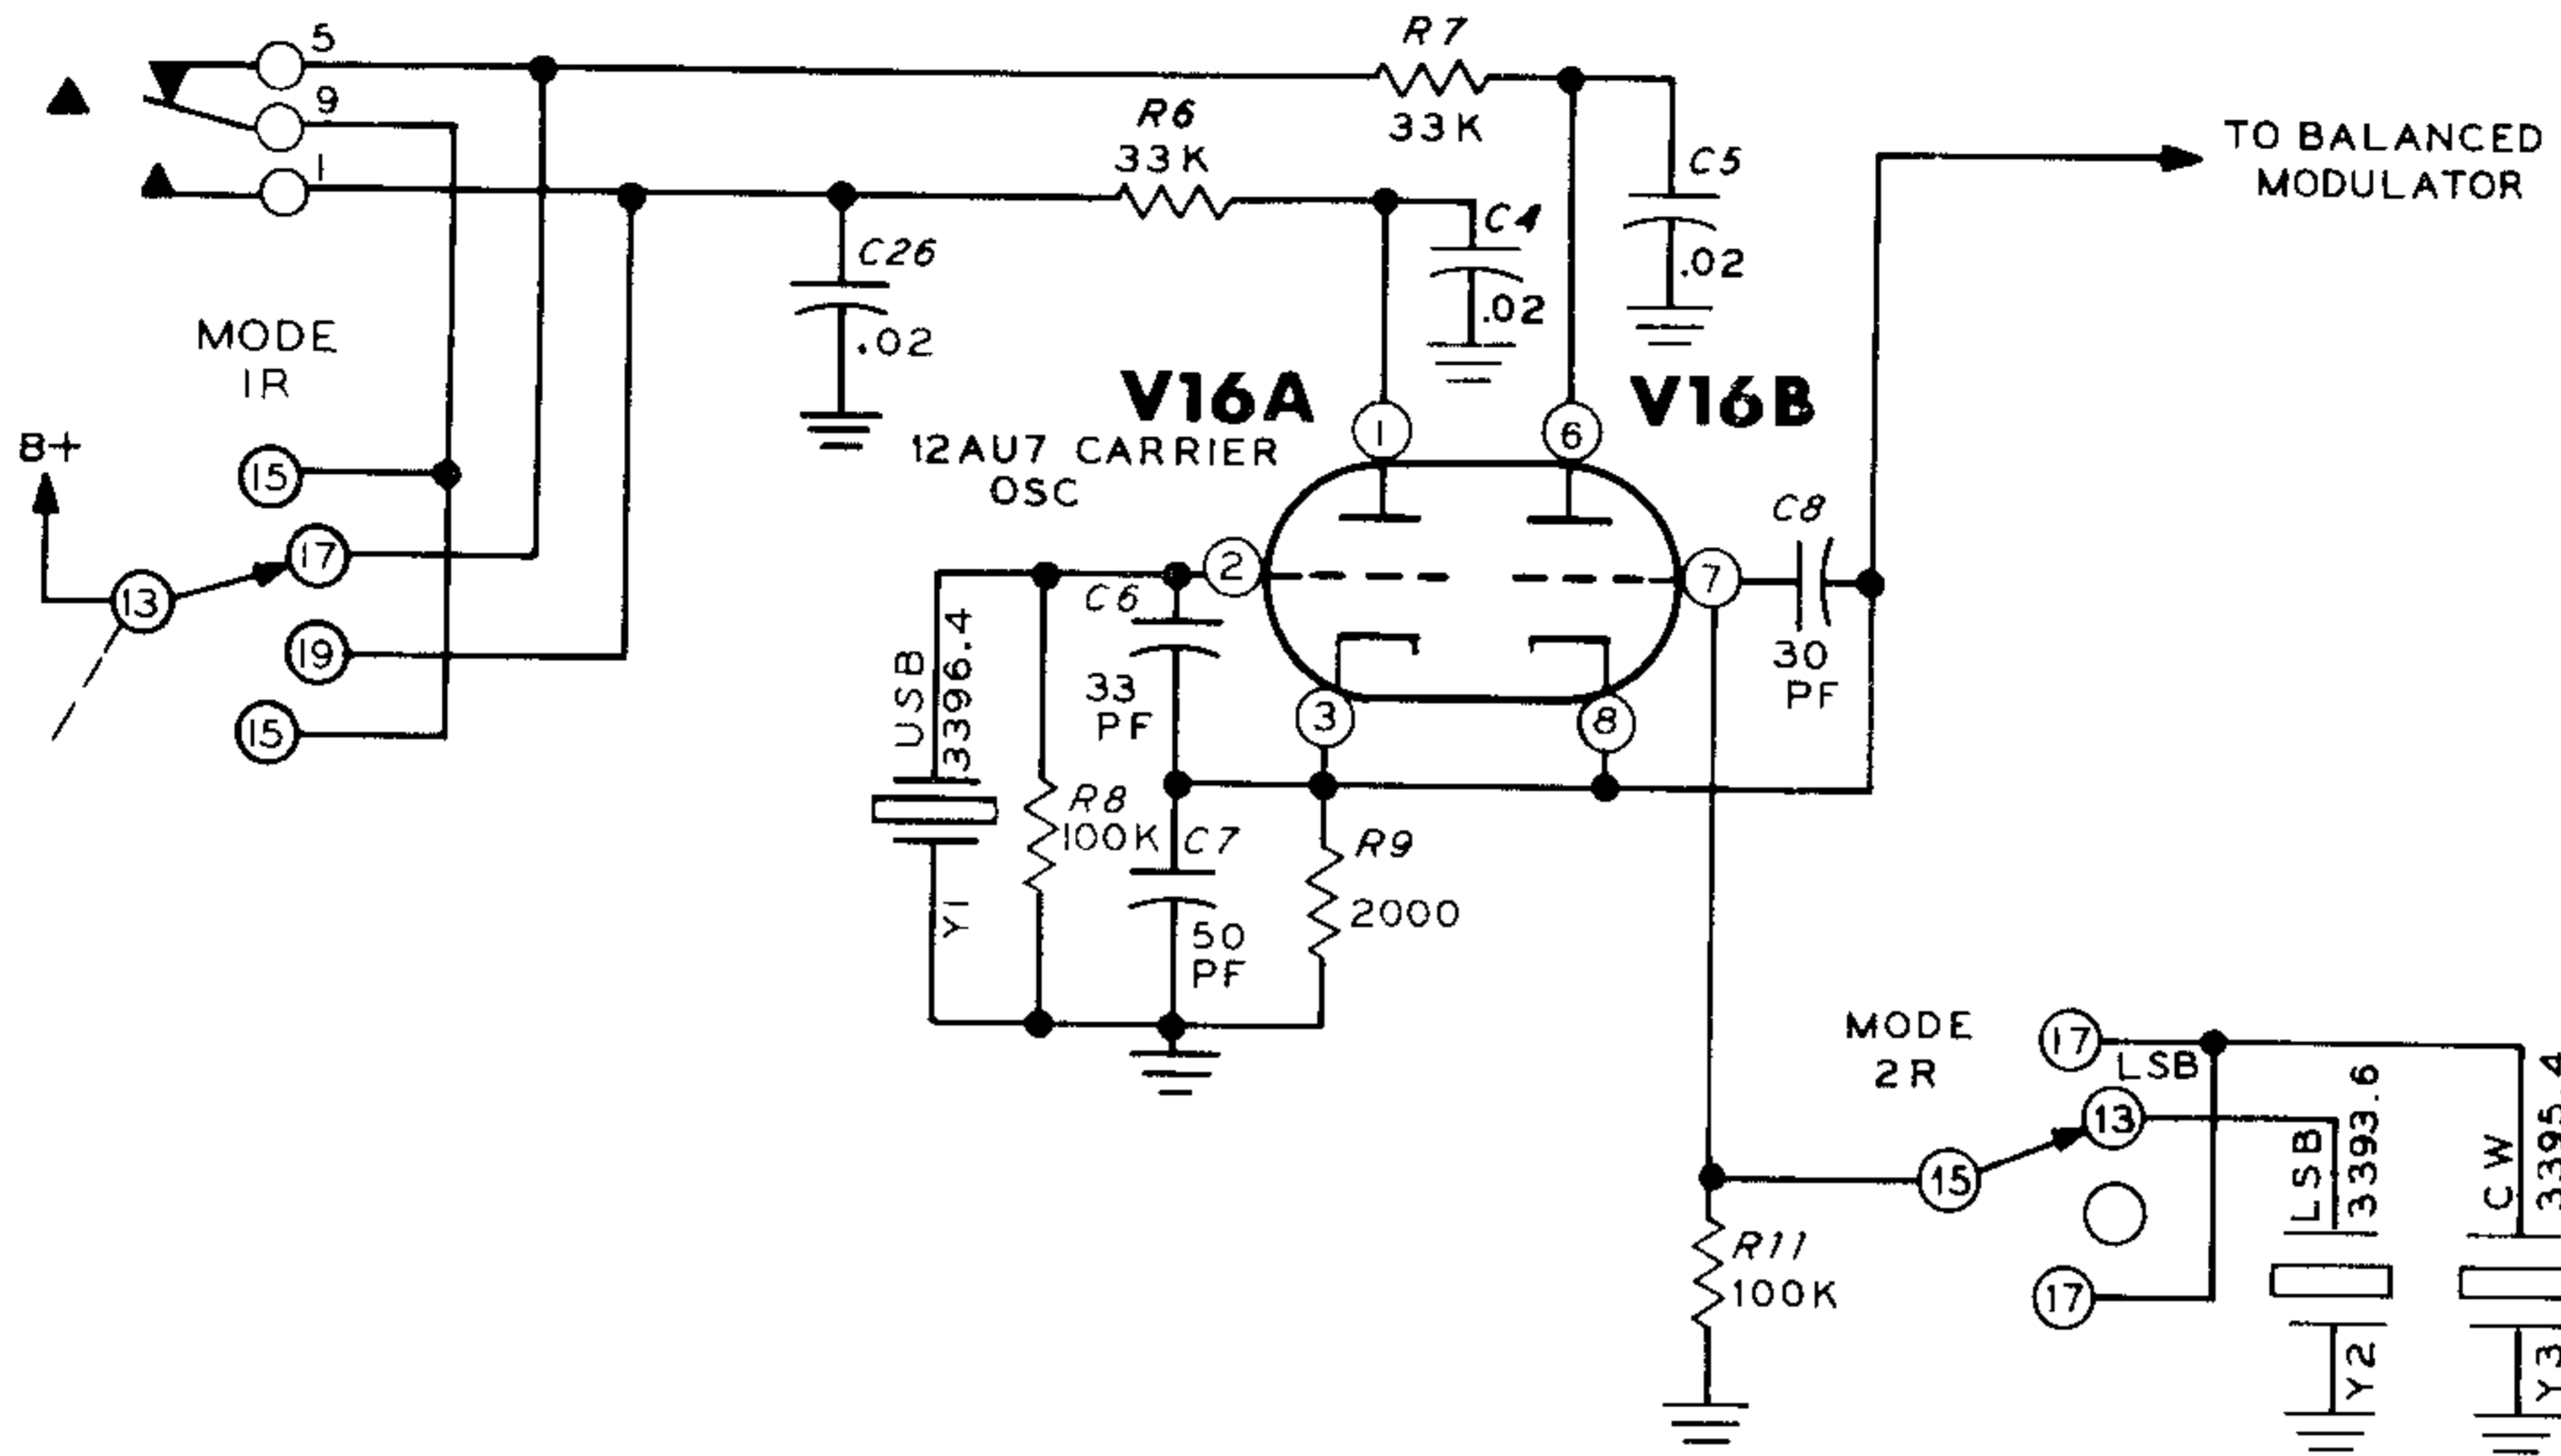 5
9
1
R7
33K
R6
33K
C5
.02
C4
.02
C26
.02
TO BALANCED
MODULATOR
MODE
1R
B+
15
17
13
19
15
V16A
V16B
12AU7 CARRIER
OSC
1
6
2
7
3
8
C8
30
PF
C6
33
PF
USB
3396.4
Y1
R8
100K
C7
50
PF
R9
2000
MODE
2R
17
LSB
13
15
17
R11
100K
LSB
3393.6
Y2
CW
3395.4
Y3